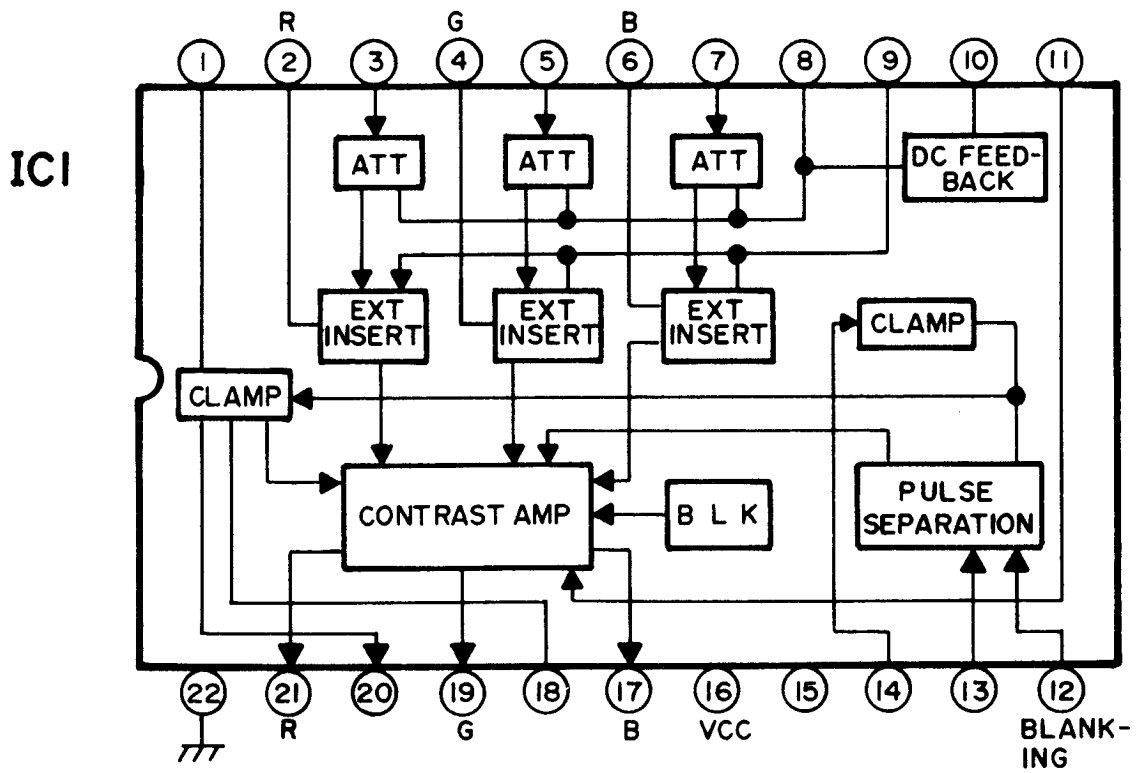 R G B
1 2 3 4 5 6 7 8 9 10 11
IC1
ATT ATT ATT DC FEED-
BACK
EXT
INSERT
EXT
INSERT
EXT
INSERT
CLAMP
CLAMP
CONTRAST AMP
BLK
PULSE
SEPARATION
22 21 20 19 18 17 16 15 14 13 12
R G B VCC BLANK-
ING